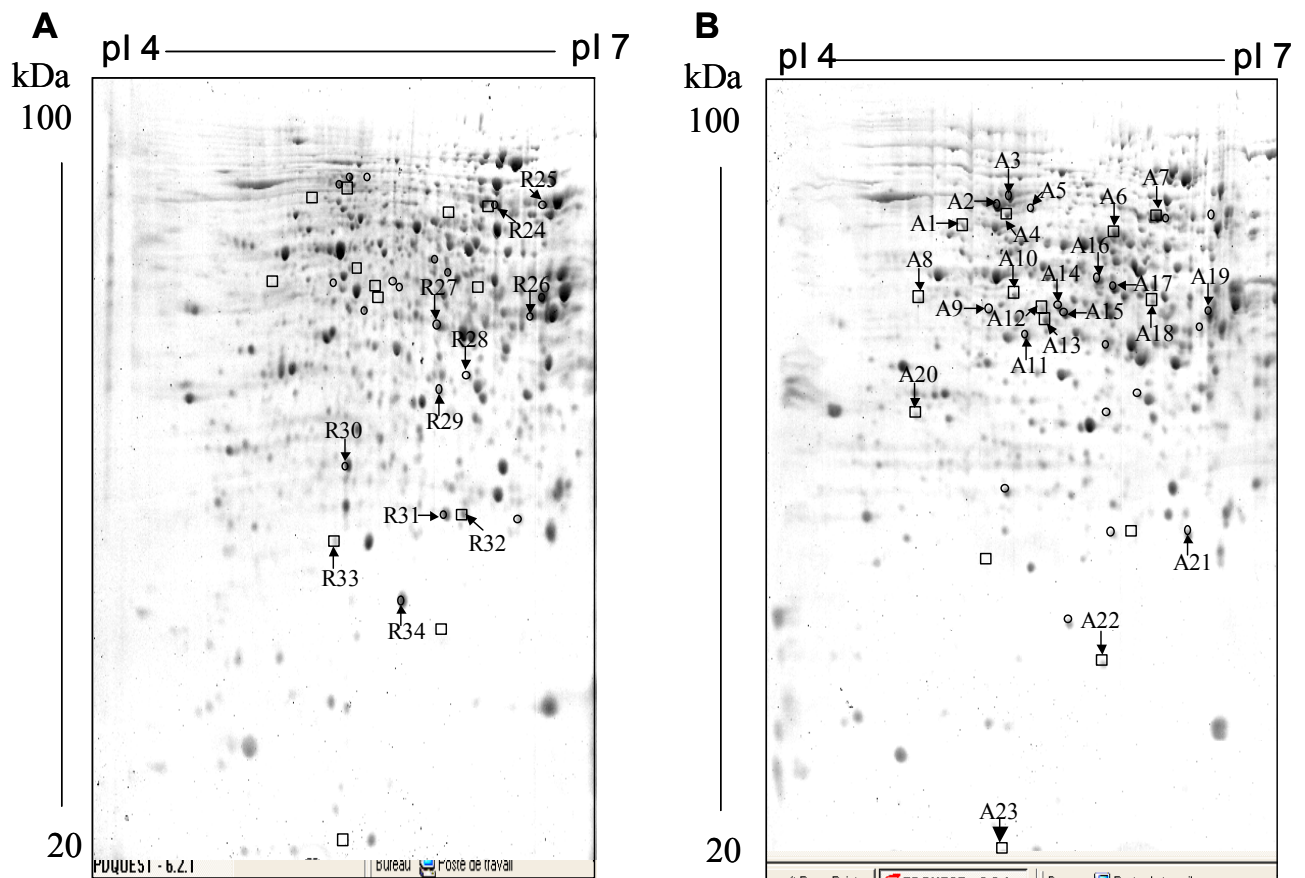 A
pI 4
pI 7
kDa
100
R25
R24
R27
R26
R28
R29
R30
R31
R32
R33
R34
20
PDQUEST - 6.2.1
Bureau
Poste de travail
B
pI 4
pI 7
kDa
100
A3
A2
A5
A6
A7
A1
A4
A16
A8
A10
A14
A17
A19
A9
A12
A15
A18
A13
A11
A20
A21
A22
A23
20